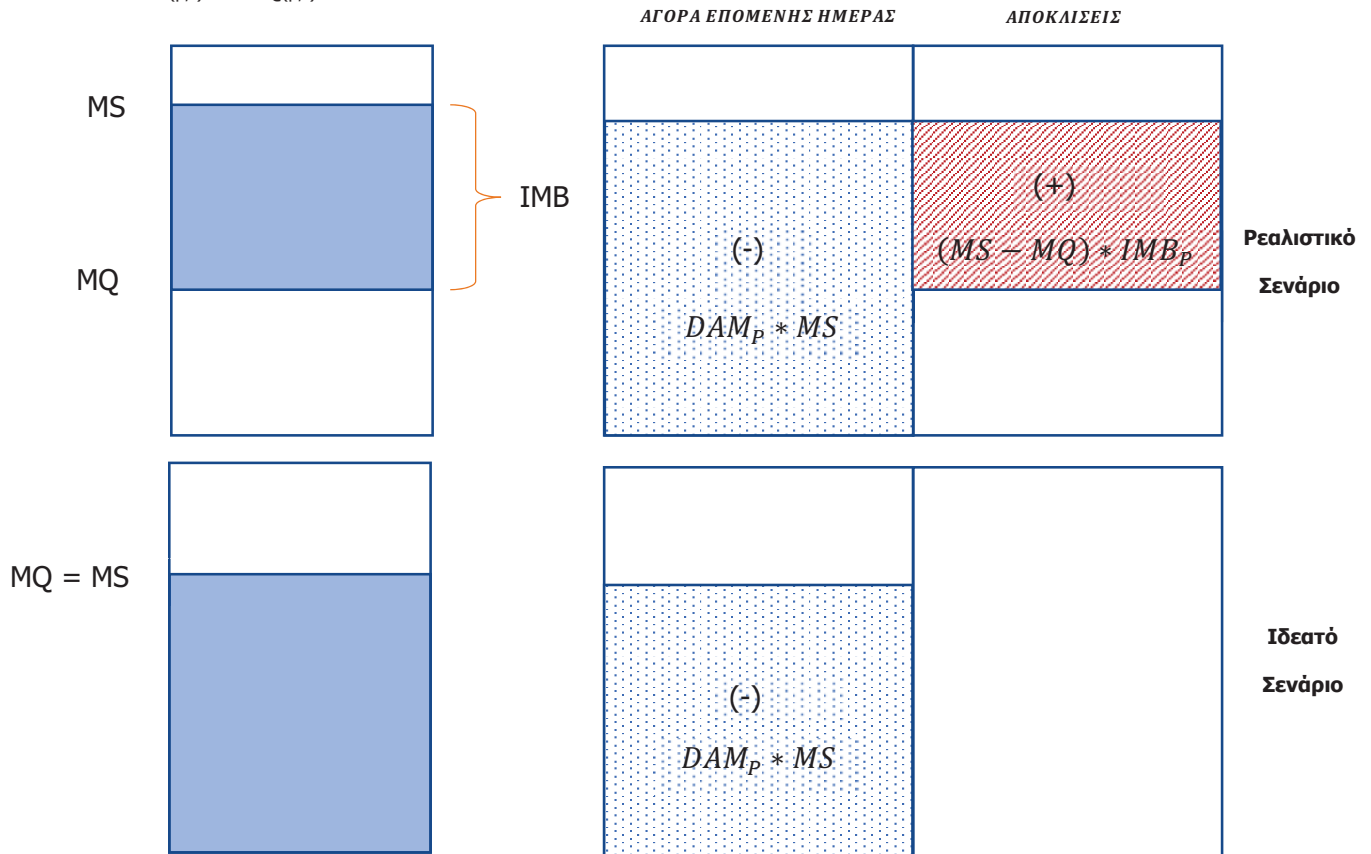 ΑΓΟΡΑ ΕΠΟΜΕΝΗΣ ΗΜΕΡΑΣ
ΑΠΟΚΛΙΣΕΙΣ
MS
IMB
MQ
(-)
DAM_P * MS
(+)
(MS − MQ) * IMB_P
Ρεαλιστικό
Σενάριο
MQ = MS
(-)
DAM_P * MS
Ιδεατό
Σενάριο